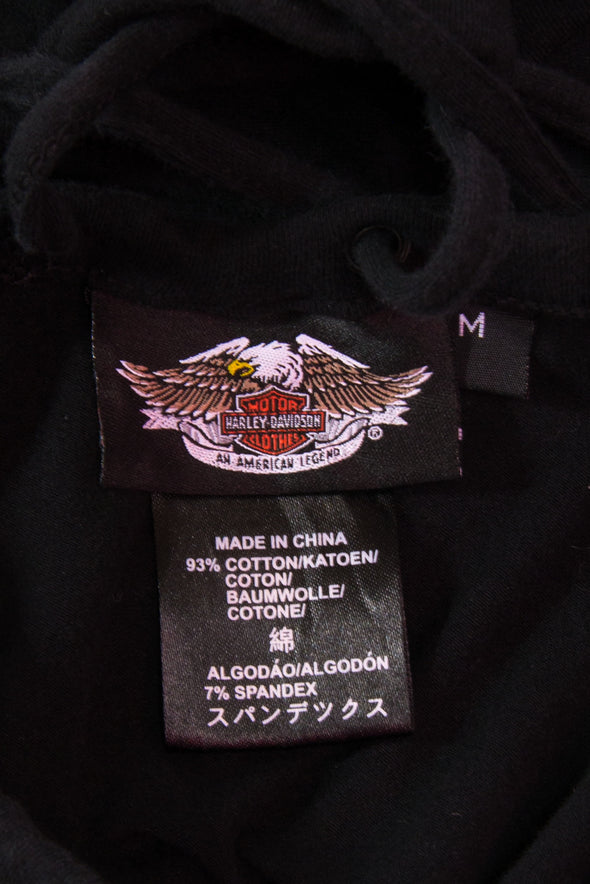 M
MOTOR
HARLEY-DAVIDSON
CLOTHES
®
AN AMERICAN LEGEND
MADE IN CHINA
93% COTTON/KATOEN/
COTON/
BAUMWOLLE/
COTONE/
綿
ALGODÁO/ALGODÓN
7% SPANDEX
スパンデックス